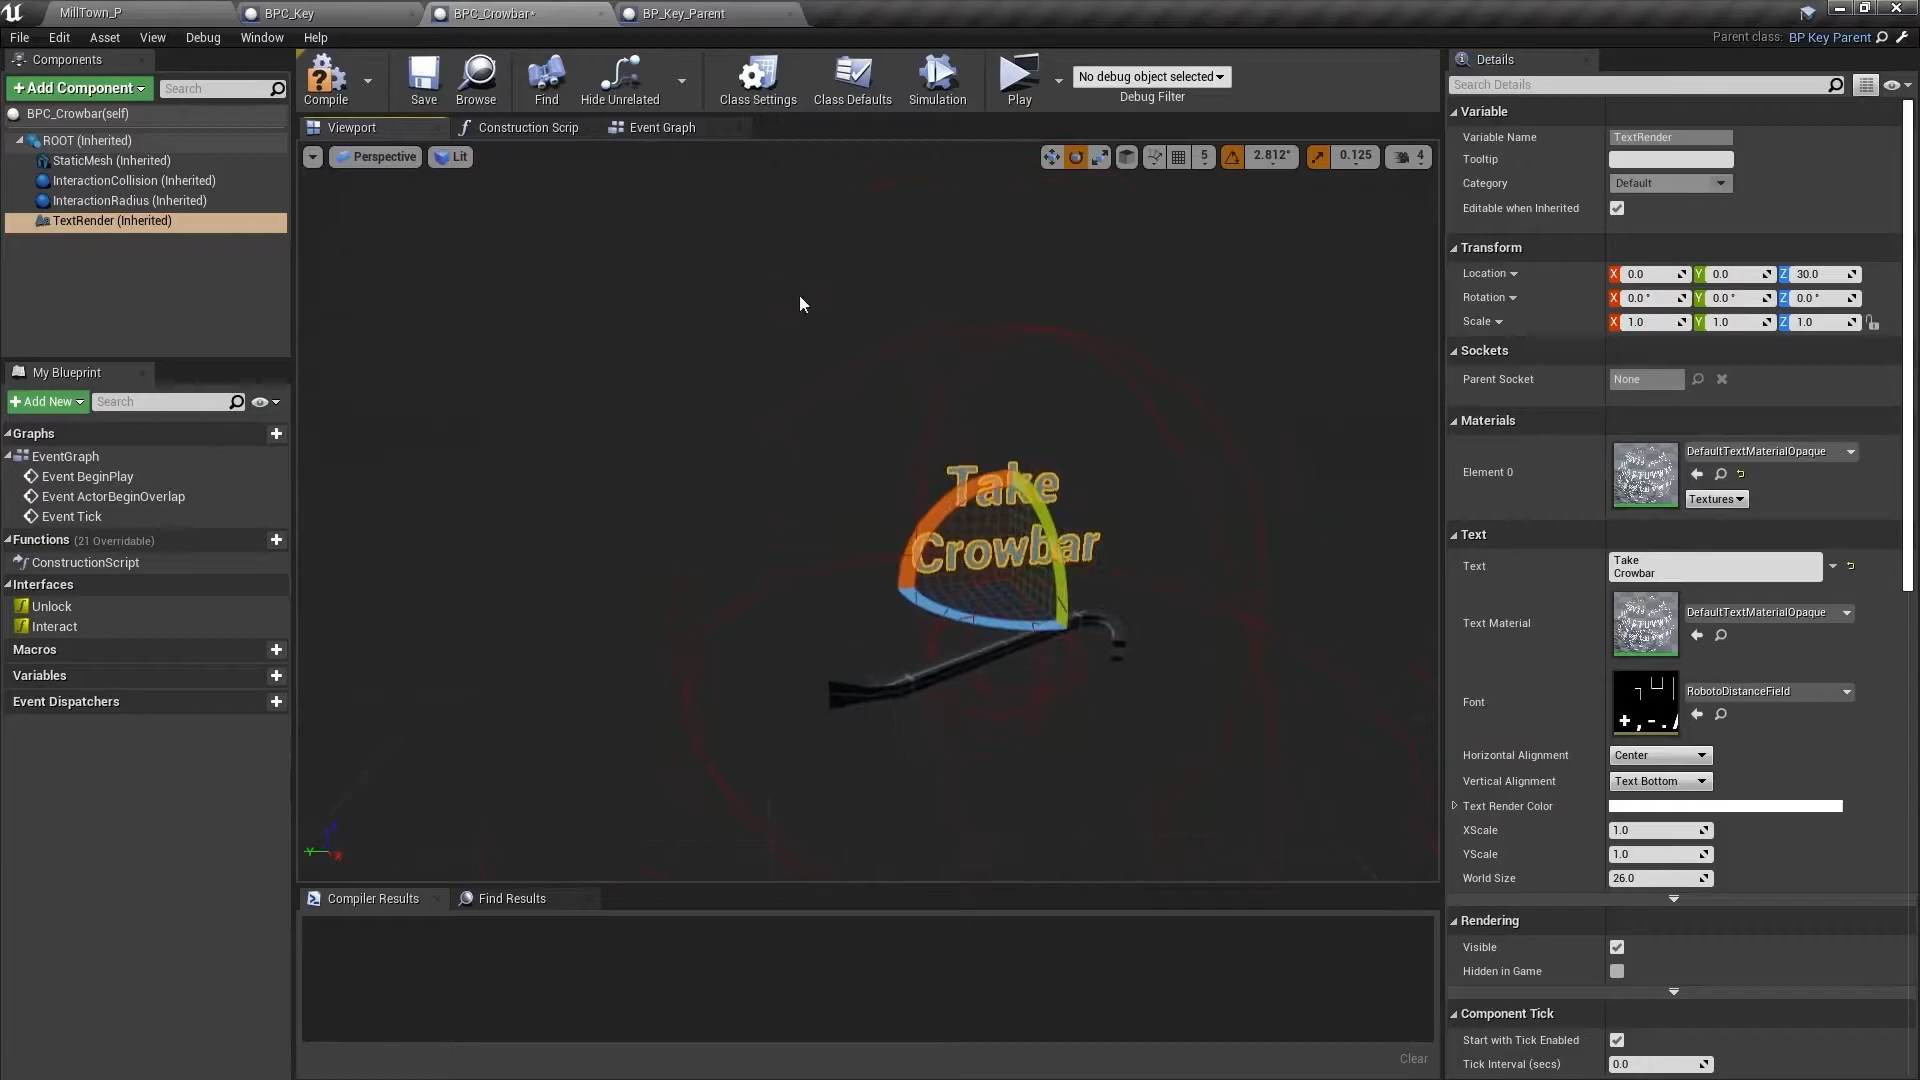 MillTown_P
BPC_Key
BPC_Crowbar*
BP_Key_Parent
File Edit Asset View Debug Window Help
Parent class: BP Key Parent
Components
+Add Component
Search
BPC_Crowbar(self)
ROOT (Inherited)
StaticMesh (Inherited)
InteractionCollision (Inherited)
InteractionRadius (Inherited)
TextRender (Inherited)
My Blueprint
+Add New
Search
Graphs
EventGraph
Event BeginPlay
Event ActorBeginOverlap
Event Tick
Functions (21 Overridable)
ConstructionScript
Interfaces
Unlock
Interact
Macros
Variables
Event Dispatchers
Compile
Save
Browse
Find
Hide Unrelated
Class Settings
Class Defaults
Simulation
Play
No debug object selected
Debug Filter
Viewport
Construction Scrip
Event Graph
Perspective
Lit
5
2.812°
0.125
4
Take
Crowbar
Y
X
Compiler Results
Find Results
Clear
Details
Search Details
Variable
Variable Name TextRender
Tooltip
Category Default
Editable when Inherited
Transform
Location X 0.0 Y 0.0 Z 30.0
Rotation X 0.0 ° Y 0.0 ° Z 0.0 °
Scale X 1.0 Y 1.0 Z 1.0
Sockets
Parent Socket None
Materials
Element 0
DefaultTextMaterialOpaque
Textures
Text
Text
Take
Crowbar
Text Material
DefaultTextMaterialOpaque
Font
RobotoDistanceField
Horizontal Alignment Center
Vertical Alignment Text Bottom
Text Render Color
XScale 1.0
YScale 1.0
World Size 26.0
Rendering
Visible
Hidden in Game
Component Tick
Start with Tick Enabled
Tick Interval (secs) 0.0